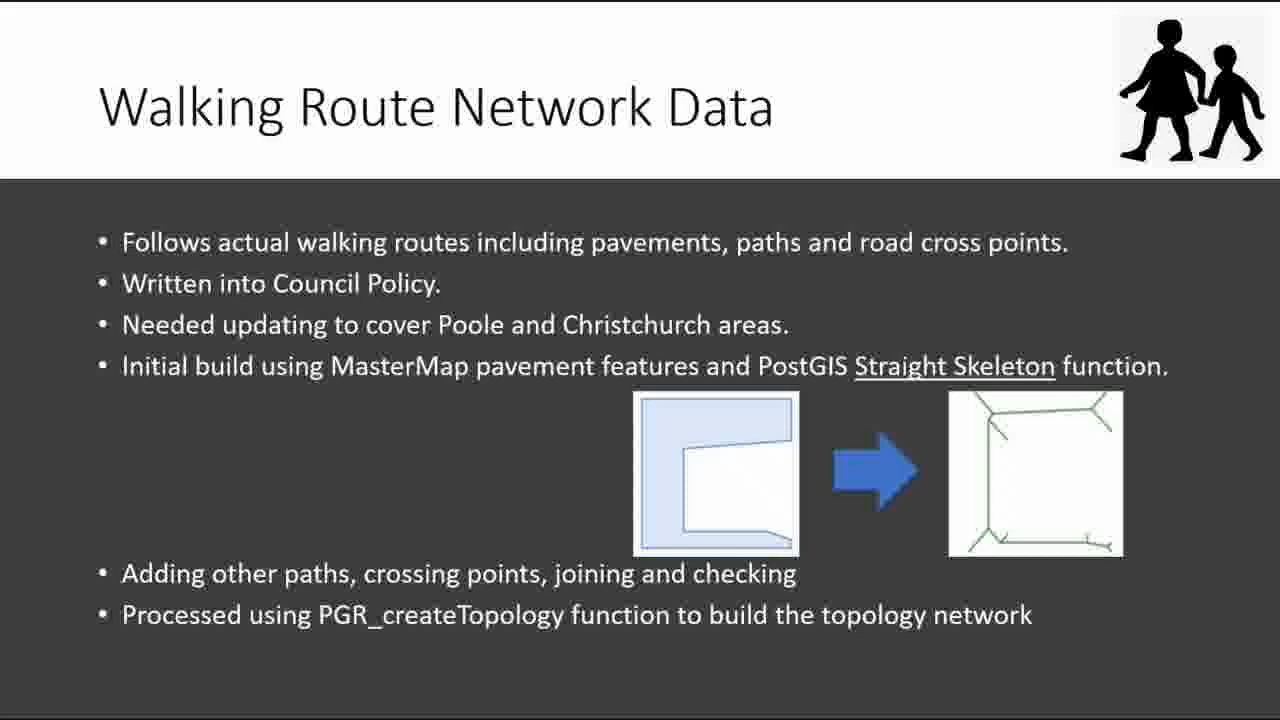 Walking Route Network Data
• Follows actual walking routes including pavements, paths and road cross points.
• Written into Council Policy.
• Needed updating to cover Poole and Christchurch areas.
• Initial build using MasterMap pavement features and PostGIS Straight Skeleton function.
• Adding other paths, crossing points, joining and checking
• Processed using PGR_createTopology function to build the topology network